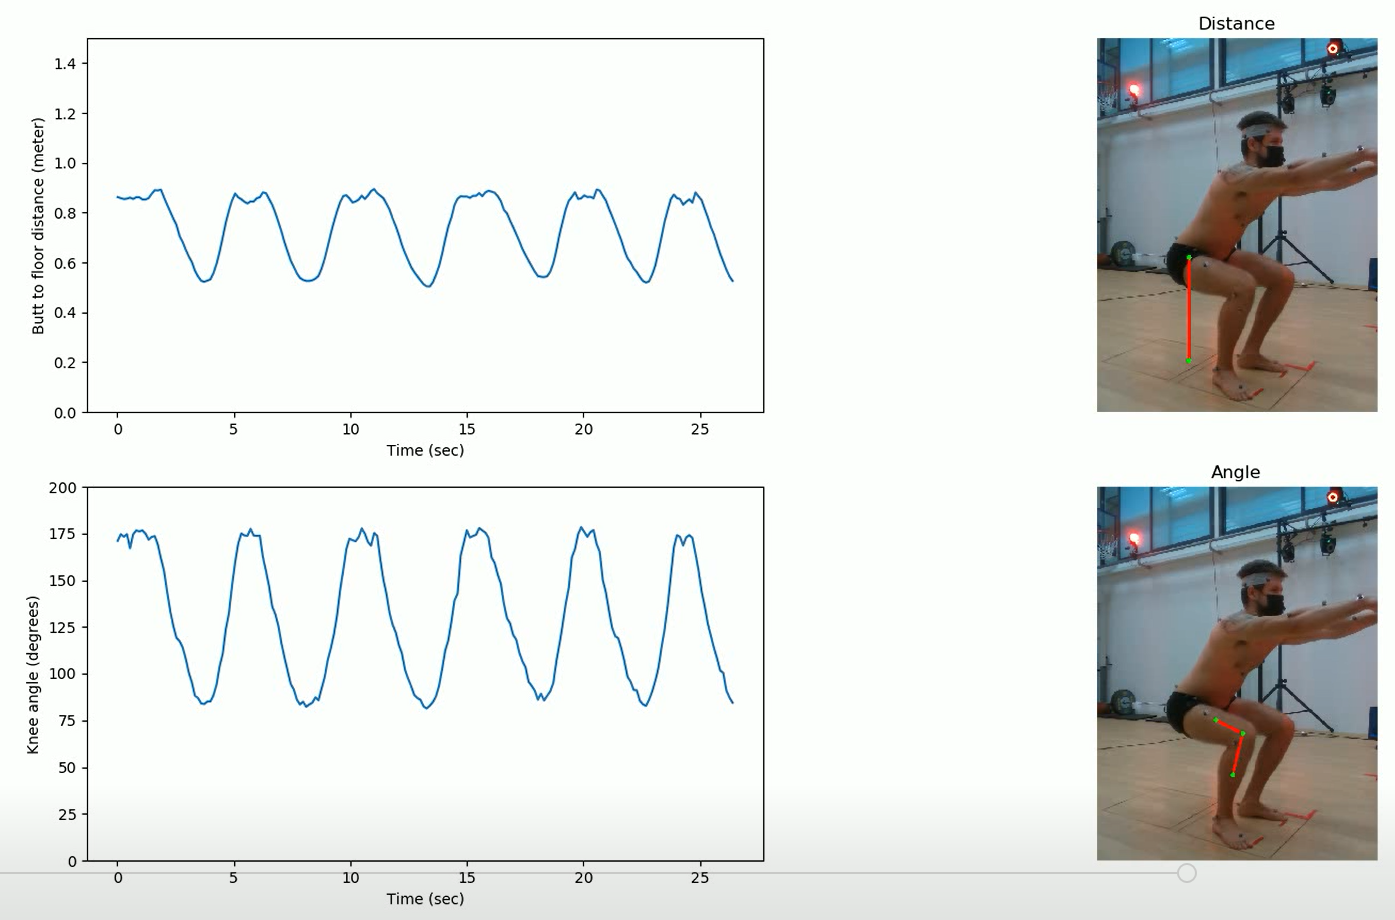 Distance
1.4
1.2
1.0
0.8
0.6
0.4
0.2
0.0
Butt to floor distance (meter)
0 5 10 15 20 25
Time (sec)
Angle
200
175
150
125
100
75
50
25
0
Knee angle (degrees)
0 5 10 15 20 25
Time (sec)